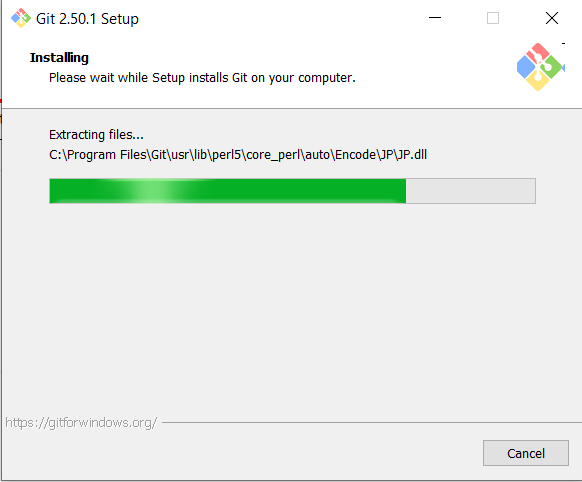 Git 2.50.1 Setup
Installing
Please wait while Setup installs Git on your computer.
Extracting files...
C:\Program Files\Git\usr\lib\perl5\core_perl\auto\Encode\JP\JP.dll
https://gitforwindows.org/
Cancel